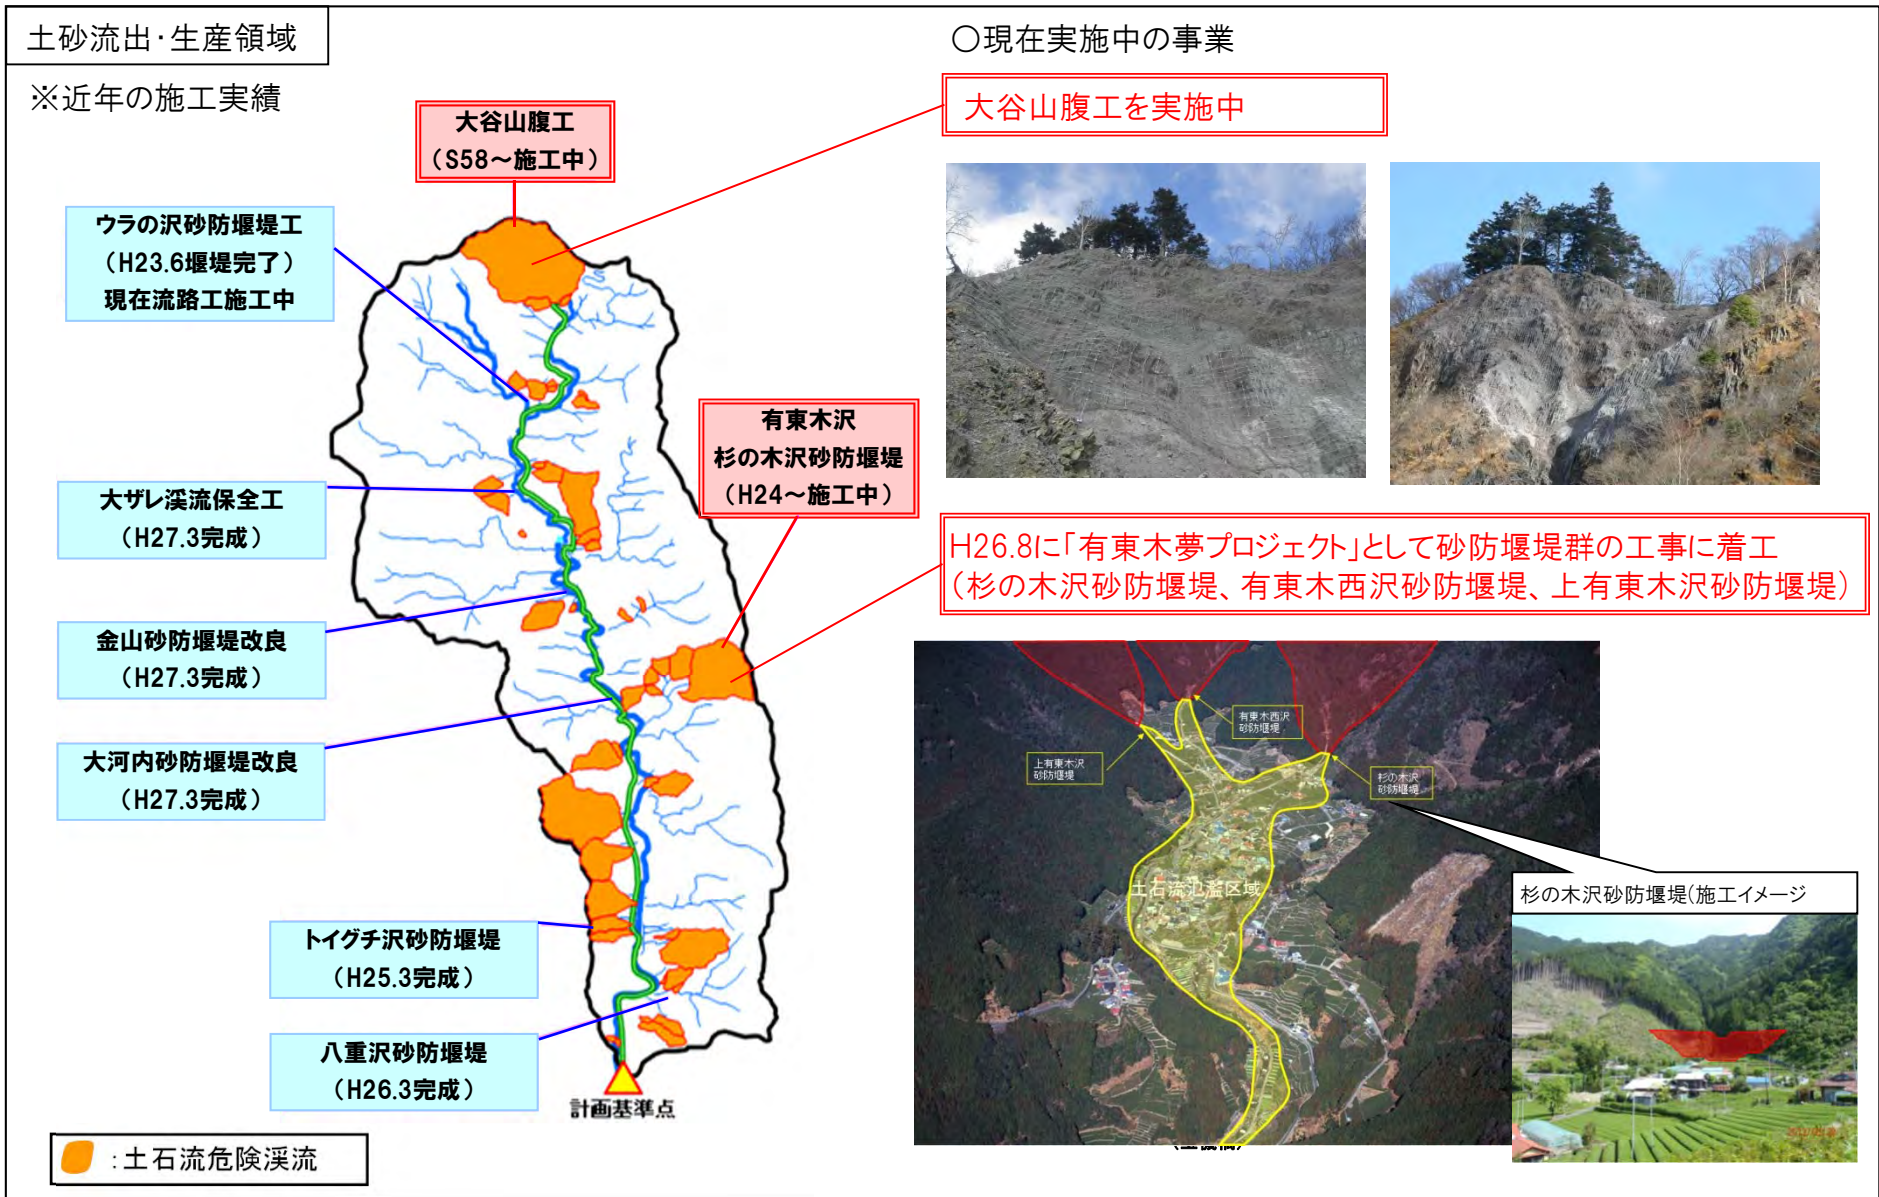 土砂流出・生産領域
※近年の施工実績
○現在実施中の事業
大谷山腹工を実施中
大谷山腹工
（S58～施工中）
ウラの沢砂防堰堤工
（H23.6堰堤完了）
現在流路工施工中
有東木沢
杉の木沢砂防堰堤
（H24～施工中）
大ザレ渓流保全工
（H27.3完成）
H26.8に「有東木夢プロジェクト」として砂防堰堤群の工事に着工
（杉の木沢砂防堰堤、有東木西沢砂防堰堤、上有東木沢砂防堰堤）
金山砂防堰堤改良
（H27.3完成）
大河内砂防堰堤改良
（H27.3完成）
有東木西沢
砂防堰堤
上有東木沢
砂防堰堤
杉の木沢
砂防堰堤
土石流氾濫区域
杉の木沢砂防堰堤(施工イメージ
トイグチ沢砂防堰堤
（H25.3完成）
八重沢砂防堰堤
（H26.3完成）
計画基準点
：土石流危険渓流